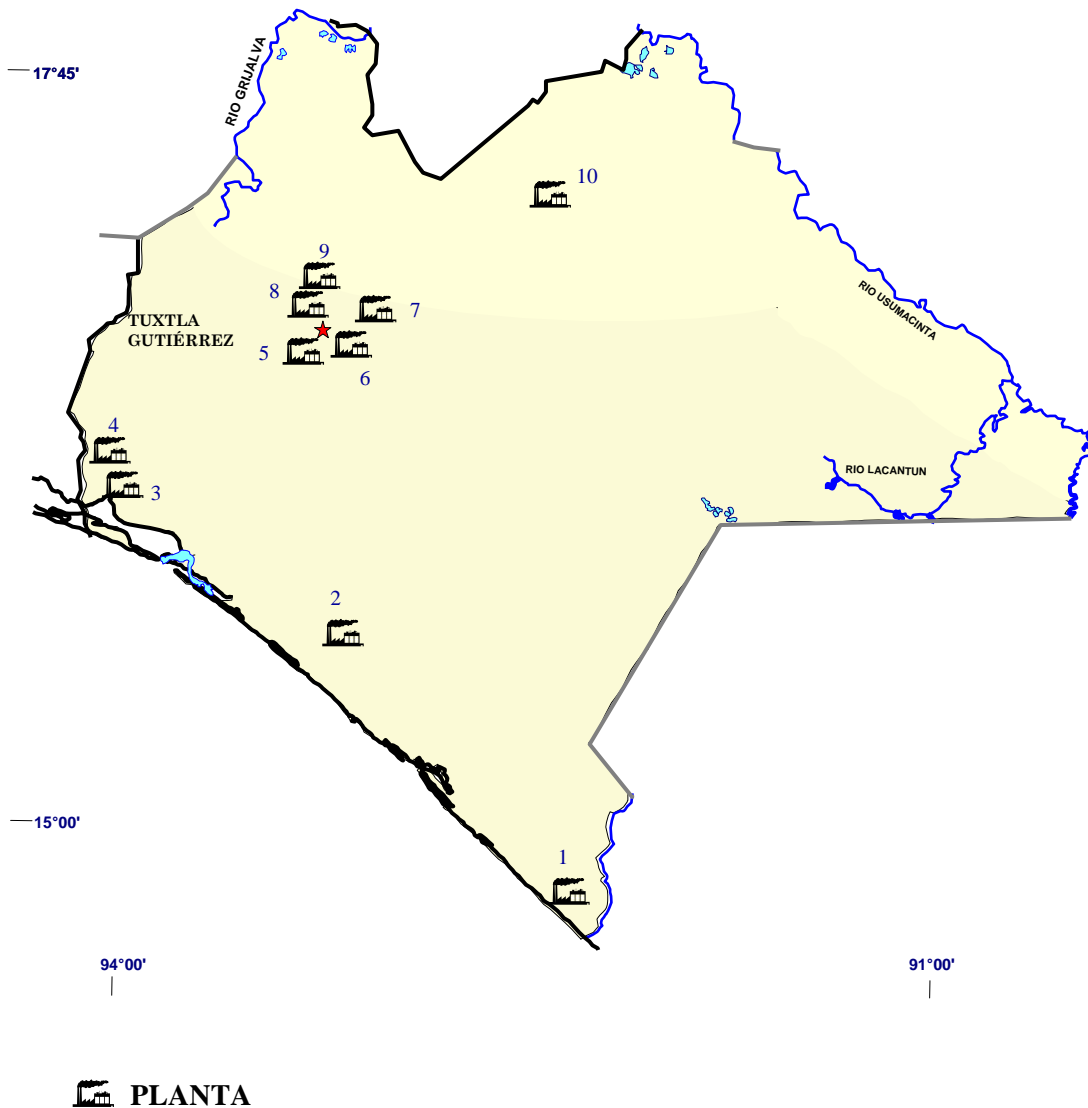 17°45'
RIO GRIJALVA
10
9
8
7
RIO USUMACINTA
TUXTLA
GUTIÉRREZ
5
6
4
3
RIO LACANTUN
2
15°00'
1
94°00'
91°00'
PLANTA